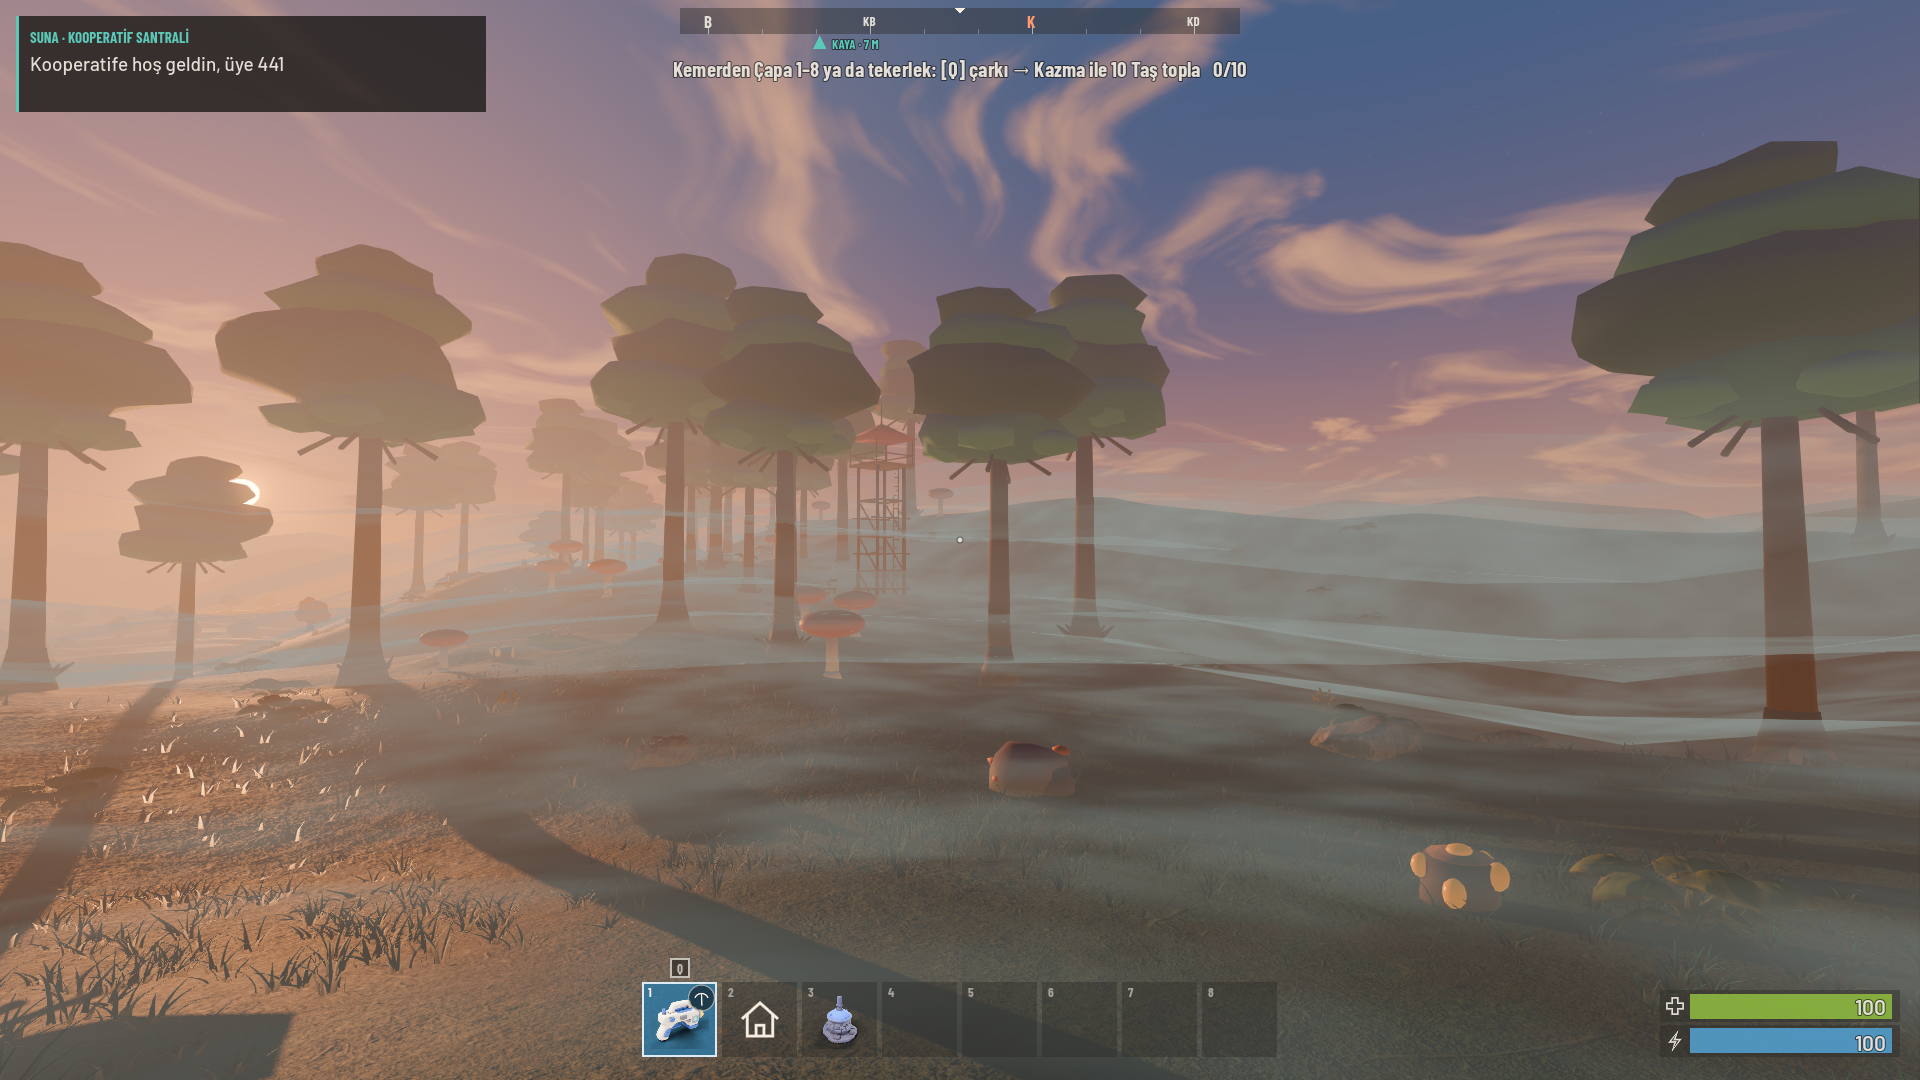 SUNA · KOOPERATİF SANTRALİ
Kooperatife hoş geldin, üye 441
B KB K KD
KAYA · 7 M
Kemerden Çapa 1–8 ya da tekerlek: [Q] çarkı → Kazma ile 10 Taş topla 0/10
Q
1 2 3 4 5 6 7 8
100
100